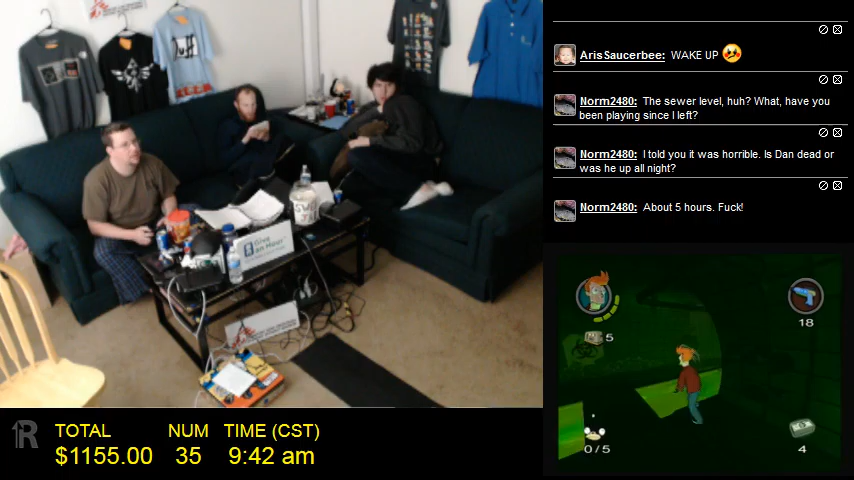 ArisSaucerbee: WAKE UP
Norm2480: The sewer level, huh? What, have you
been playing since I left?
Norm2480: I told you it was horrible. Is Dan dead or
was he up all night?
Norm2480: About 5 hours. Fuck!
Give
an Hour
18
5
0/5
4
R
TOTAL NUM TIME (CST)
$1155.00 35 9:42 am